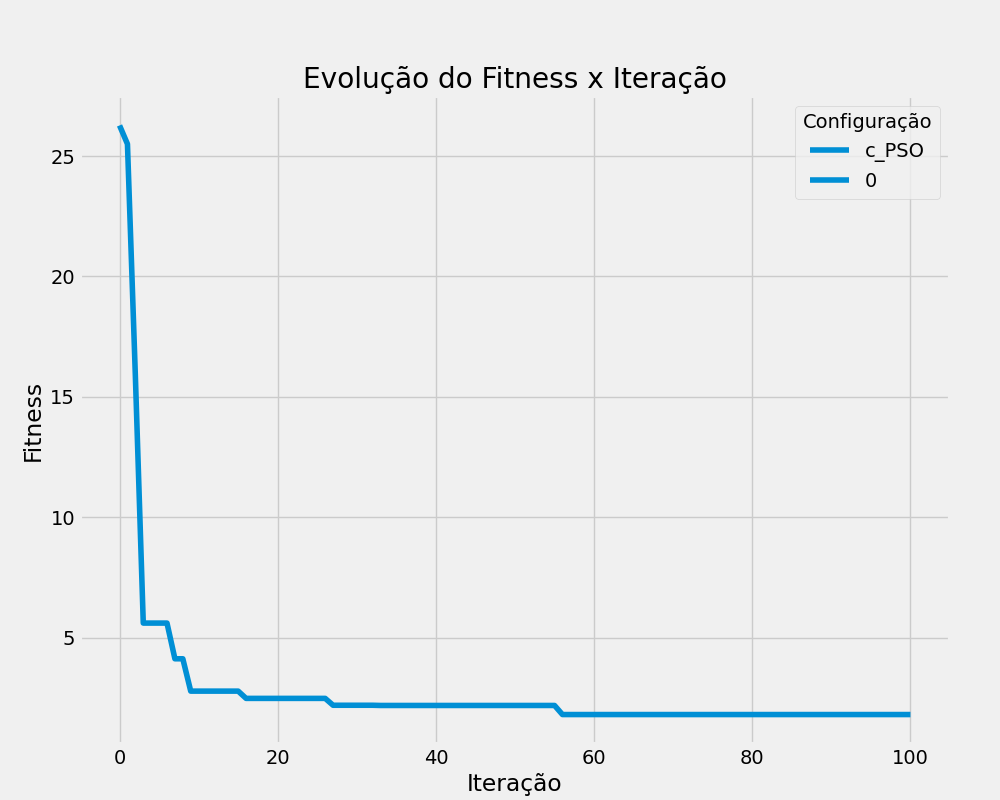 Evolução do Fitness x Iteração
Configuração
c_PSO
0
Fitness
25
20
15
10
5
0 20 40 60 80 100
Iteração